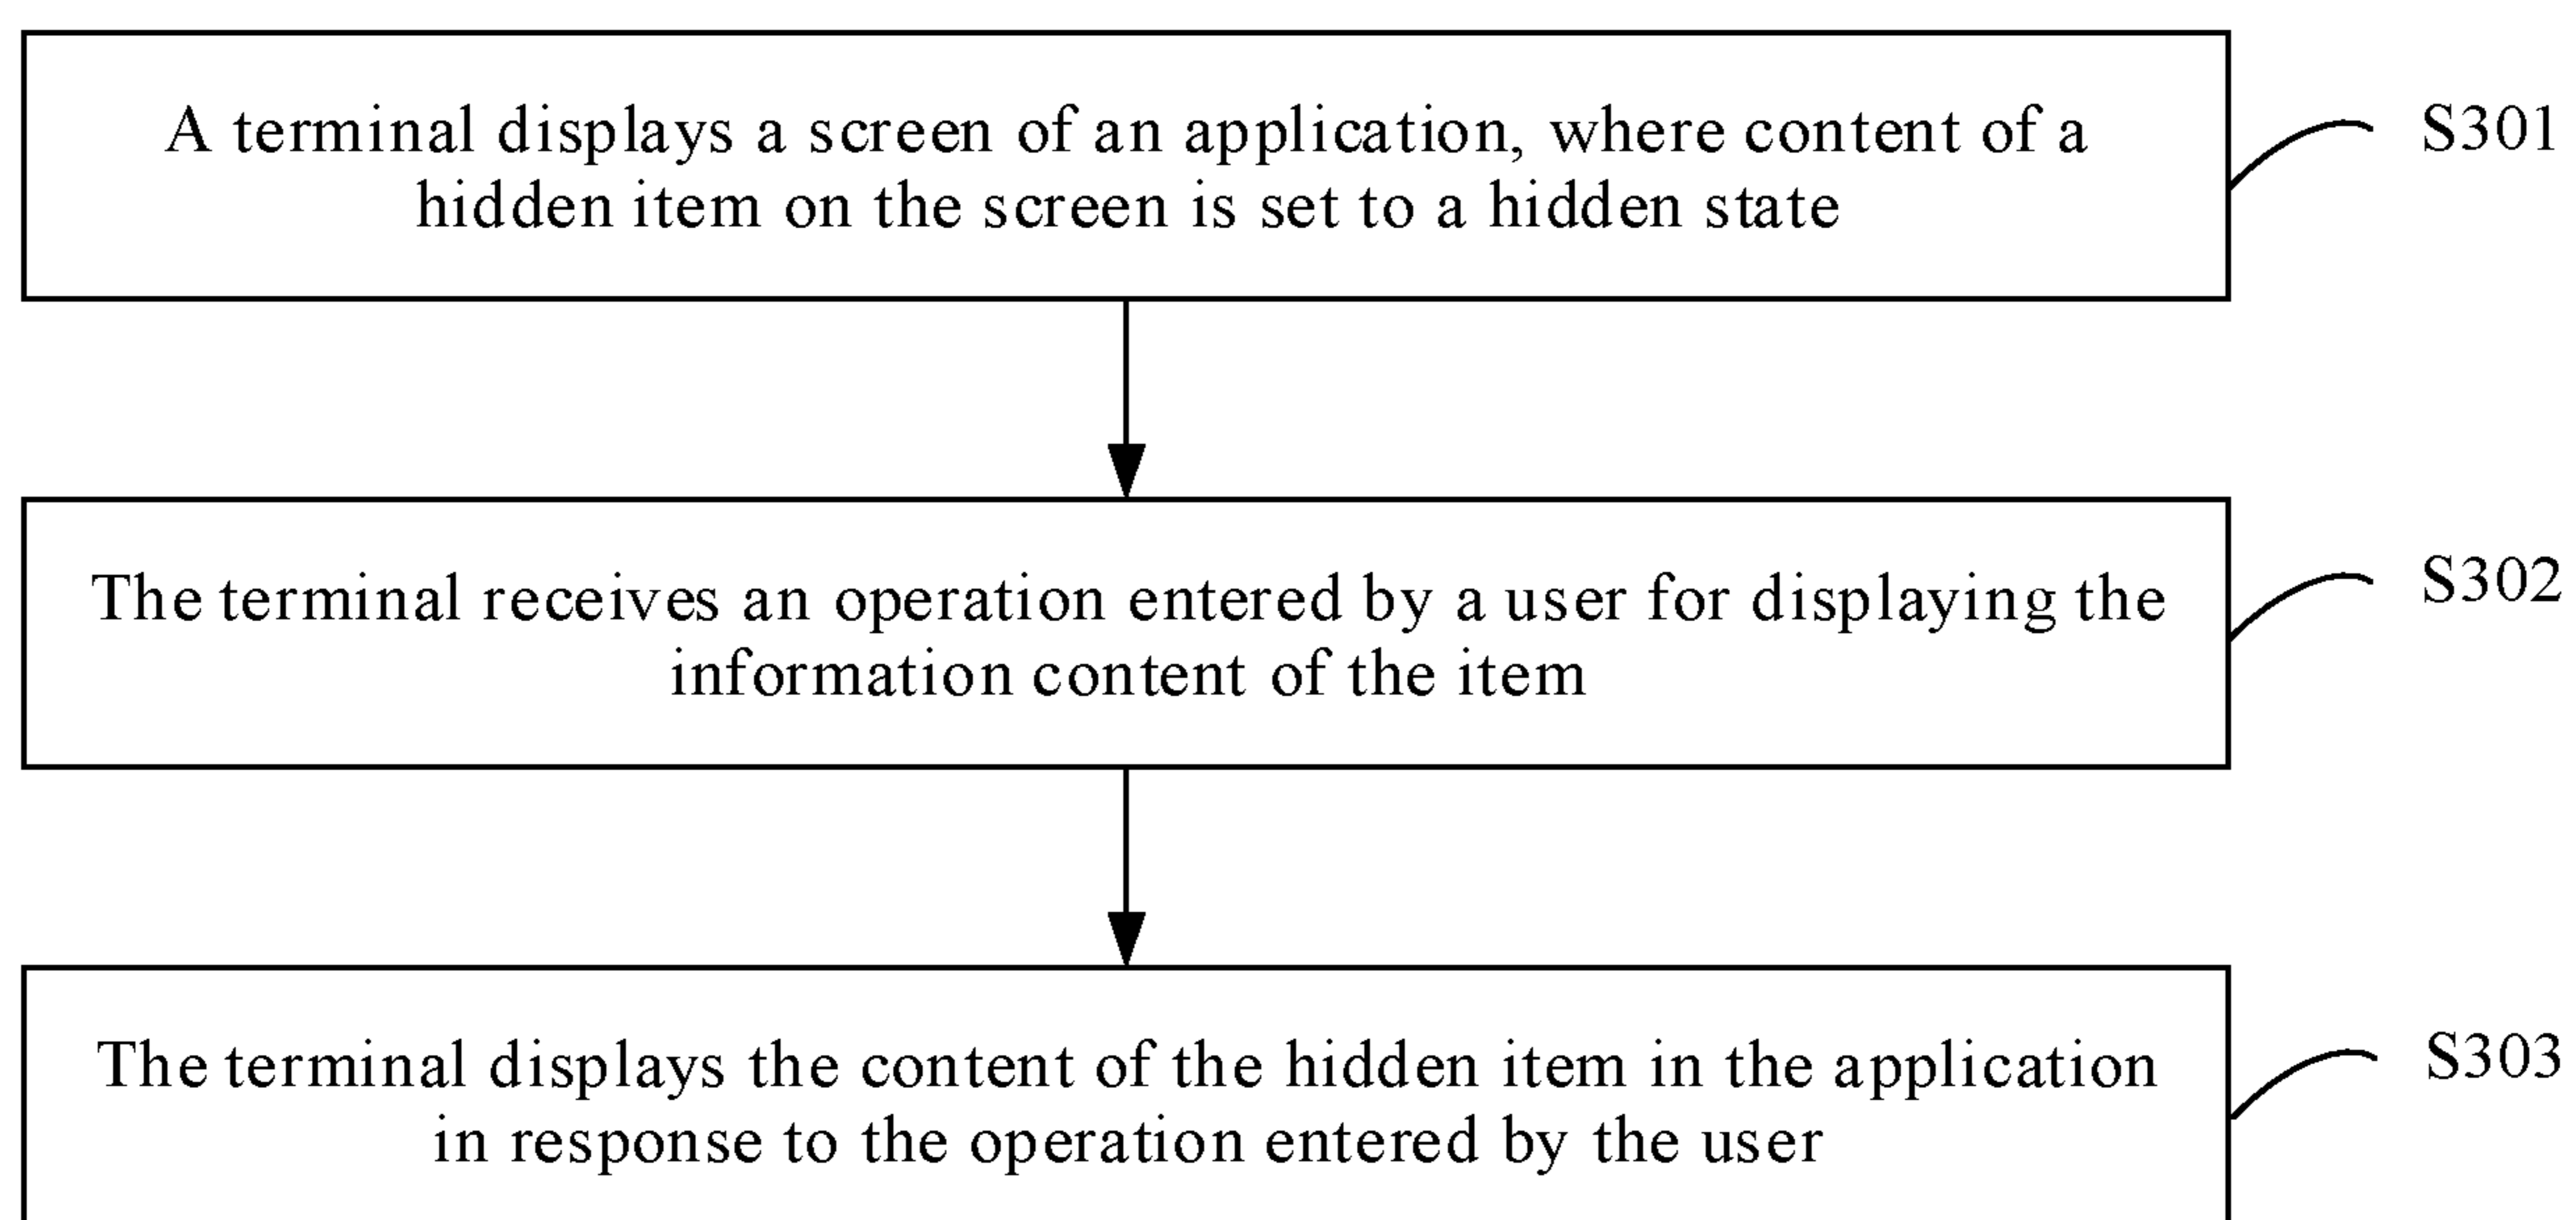 A terminal displays a screen of an application, where content of a
hidden item on the screen is set to a hidden state
S301
The terminal receives an operation entered by a user for displaying the
information content of the item
S302
The terminal displays the content of the hidden item in the application
in response to the operation entered by the user
S303